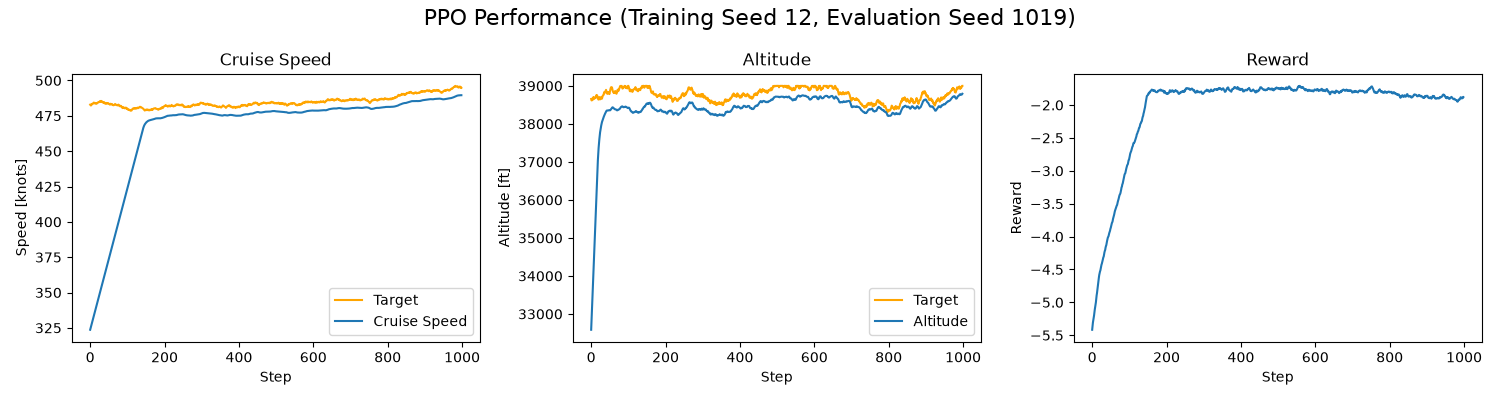 PPO Performance (Training Seed 12, Evaluation Seed 1019)
Cruise Speed
500
475
450
425
400
375
350
325
Speed [knots]
0 200 400 600 800 1000
Step
Target
Cruise Speed
Altitude
39000
38000
37000
36000
35000
34000
33000
Altitude [ft]
0 200 400 600 800 1000
Step
Target
Altitude
Reward
−2.0
−2.5
−3.0
−3.5
−4.0
−4.5
−5.0
−5.5
Reward
0 200 400 600 800 1000
Step